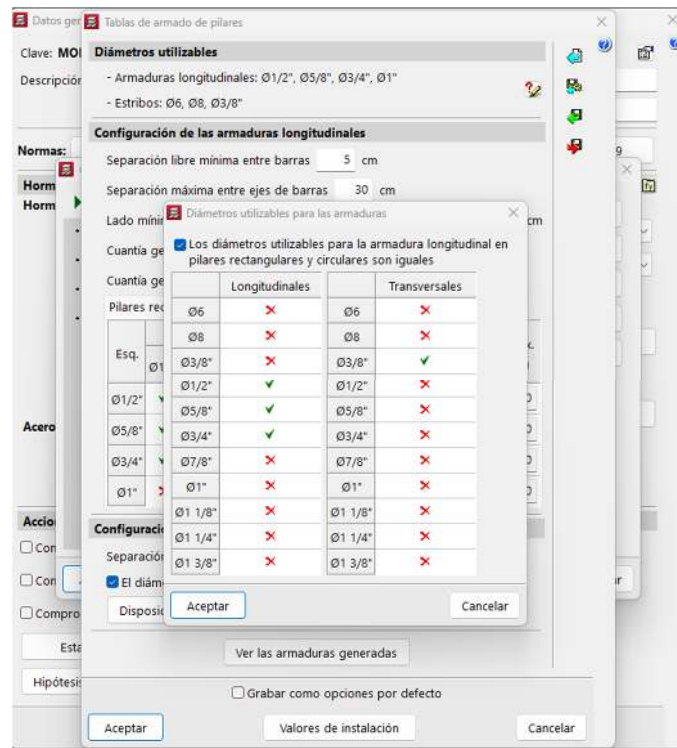 Datos gen
Tablas de armado de pilares
Clave: MO
Descripción
Normas:
Horm
Horm
Acero
Accio
Con
Con
Compro
Esta
Hipótesis
Diámetros utilizables
- Armaduras longitudinales: Ø1/2", Ø5/8", Ø3/4", Ø1"
- Estribos: Ø6, Ø8, Ø3/8"
Configuración de las armaduras longitudinales
Separación libre mínima entre barras 5 cm
Separación máxima entre ejes de barras 30 cm
Lado míni cm
Cuantía ge
Cuantía ge
Pilares rec
Esq.
Ø1
Ø1/2"
Ø5/8"
Ø3/4"
Ø1"
Configuració
Separación
El diám
Disposic
Diámetros utilizables para las armaduras
Los diámetros utilizables para la armadura longitudinal en
pilares rectangulares y circulares son iguales
Longitudinales Transversales
Ø6 Ø6
Ø8 Ø8
Ø3/8" Ø3/8"
Ø1/2" Ø1/2"
Ø5/8" Ø5/8"
Ø3/4" Ø3/4"
Ø7/8" Ø7/8"
Ø1" Ø1"
Ø1 1/8" Ø1 1/8"
Ø1 1/4" Ø1 1/4"
Ø1 3/8" Ø1 3/8"
Aceptar Cancelar
Ver las armaduras generadas
Grabar como opciones por defecto
Aceptar Valores de instalación Cancelar